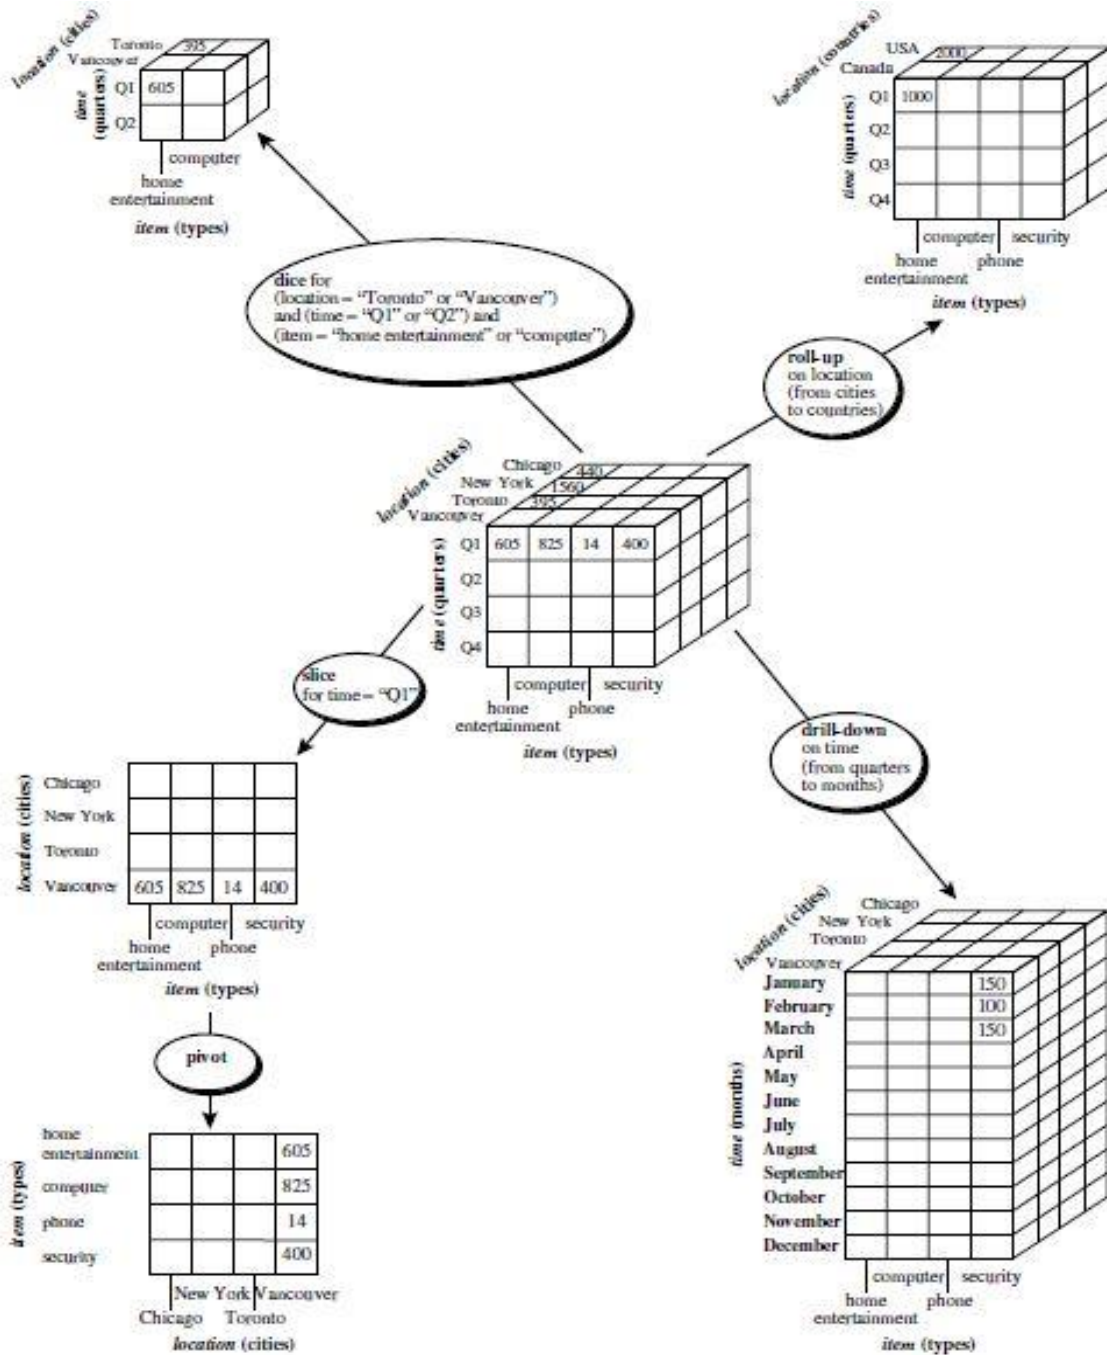 location (cities)
Toronto 395
Vancouver
time (quarters)
Q1 605
Q2
computer
home
entertainment
item (types)
location (countries)
USA 2000
Canada
time (quarters)
Q1 1000
Q2
Q3
Q4
computer security
home phone
entertainment
item (types)
dice for
(location = “Toronto” or “Vancouver”)
and (time = “Q1” or “Q2”) and
(item = “home entertainment” or “computer”)
roll-up
on location
(from cities
to countries)
location (cities)
Chicago 440
New York 1560
Toronto 395
Vancouver
time (quarters)
Q1 605 825 14 400
Q2
Q3
Q4
computer security
home phone
entertainment
item (types)
slice
for time = “Q1”
drill-down
on time
(from quarters
to months)
location (cities)
Chicago
New York
Toronto
Vancouver 605 825 14 400
computer security
home phone
entertainment
item (types)
pivot
item (types)
home
entertainment 605
computer 825
phone 14
security 400
New York Vancouver
Chicago Toronto
location (cities)
location (cities)
Chicago
New York
Toronto
Vancouver
time (months)
January 150
February 100
March 150
April
May
June
July
August
September
October
November
December
computer security
home phone
entertainment
item (types)